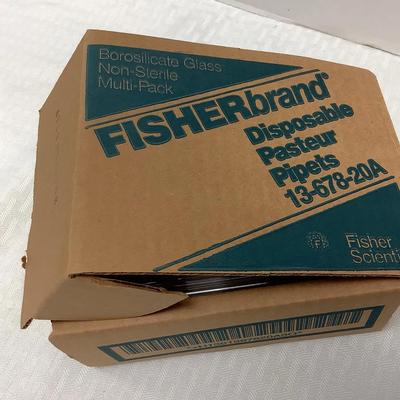 Borosilicate Glass
Non-Sterile
Multi-Pack
FISHERbrand®
Disposable
Pasteur
Pipets
13-678-20A
F
Fisher
Scienti